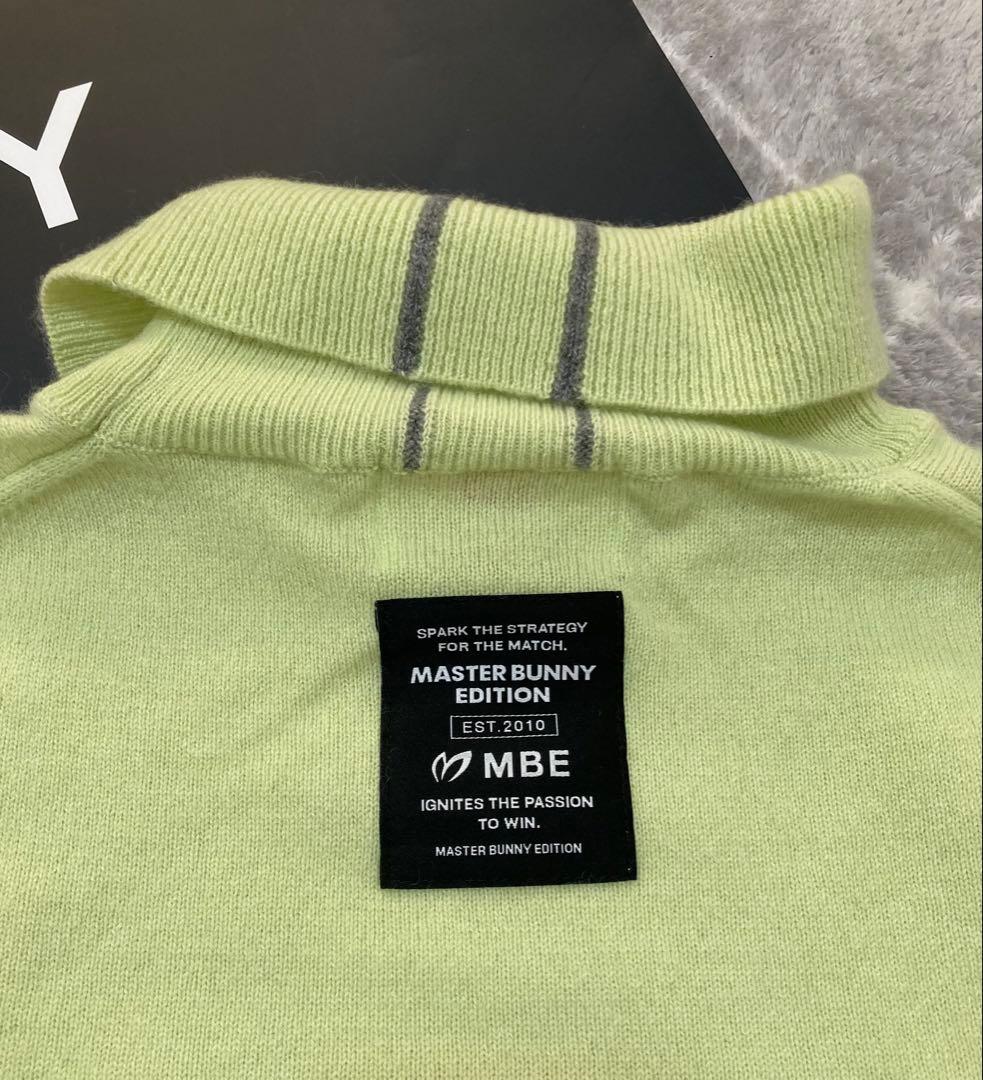 Y
SPARK THE STRATEGY
FOR THE MATCH.
MASTER BUNNY
EDITION
EST.2010
MBE
IGNITES THE PASSION
TO WIN.
MASTER BUNNY EDITION